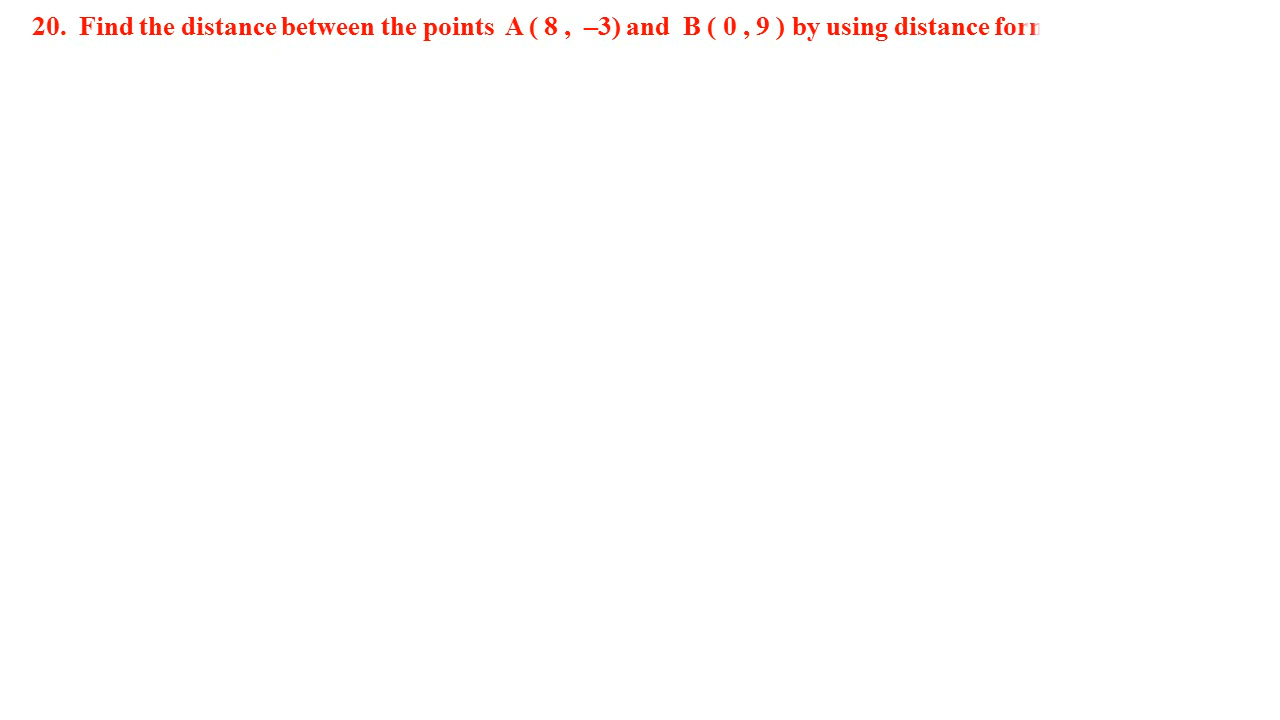 20. Find the distance between the points A ( 8 , –3) and B ( 0 , 9 ) by using distance